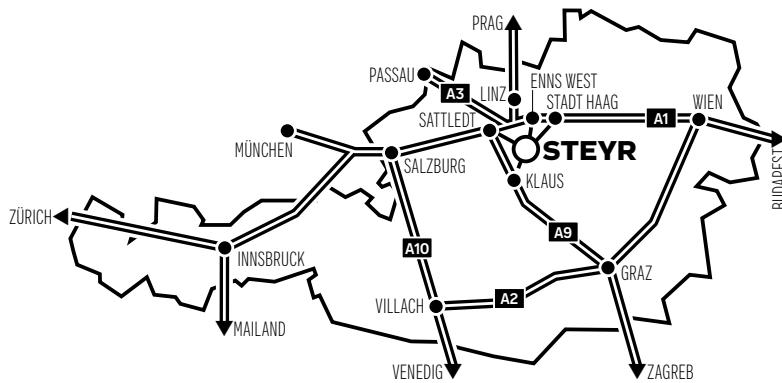 PRAG
PASSAU
A3
LINZ
ENNS WEST
STADT HAAG
WIEN
SATTLEDT
A1
MÜNCHEN
SALZBURG
STEYR
BUDAPEST
KLAUS
ZÜRICH
INNSBRUCK
A10
A9
GRAZ
VILLACH
A2
MAILAND
VENEDIG
ZAGREB